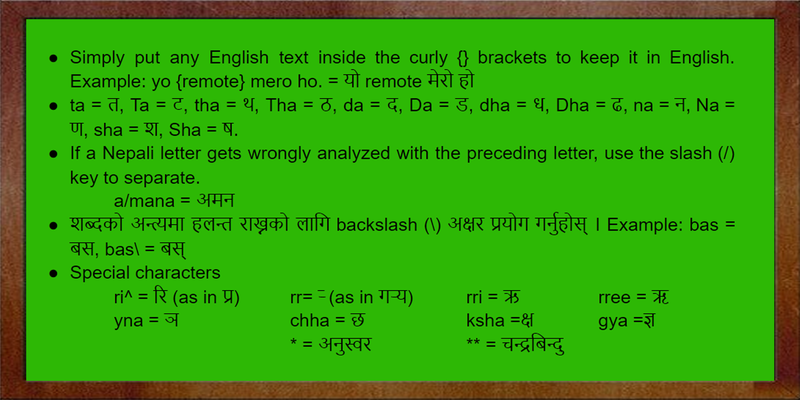 • Simply put any English text inside the curly {} brackets to keep it in English.
Example: yo {remote} mero ho. = यो remote मेरो हो
• ta = त, Ta = ट, tha = थ, Tha = ठ, da = द, Da = ड, dha = ध, Dha = ढ, na = न, Na =
ण, sha = श, Sha = ष.
• If a Nepali letter gets wrongly analyzed with the preceding letter, use the slash (/)
key to separate.
a/mana = अमन
• शब्दको अन्त्यमा हलन्त राख्नको लागि backslash (\) अक्षर प्रयोग गर्नुहोस् । Example: bas =
बस, bas\ = बस्
• Special characters
ri^ = रि (as in प्र) rr= ऱ्‍ (as in गऱ्य) rri = ऋ rree = ऋ
yna = ञ chha = छ ksha =क्ष gya =ज्ञ
* = अनुस्वर ** = चन्द्रबिन्दु